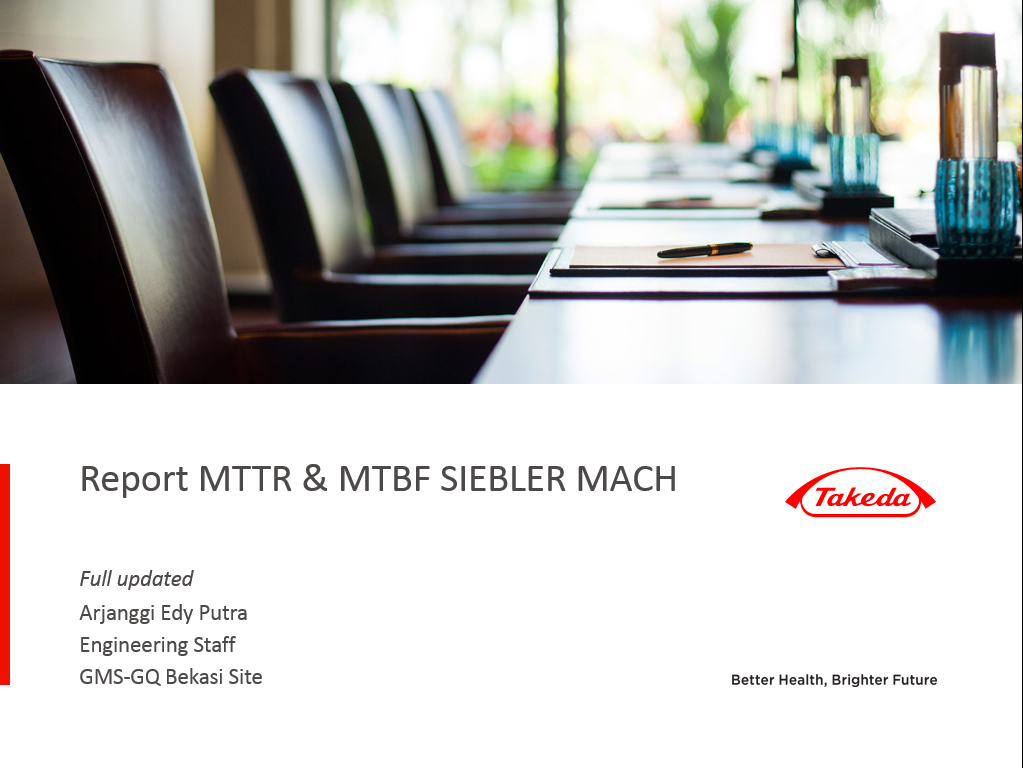 Report MTTR & MTBF SIEBLER MACH
Takeda
Full updated
Arjanggi Edy Putra
Engineering Staff
GMS-GQ Bekasi Site
Better Health, Brighter Future